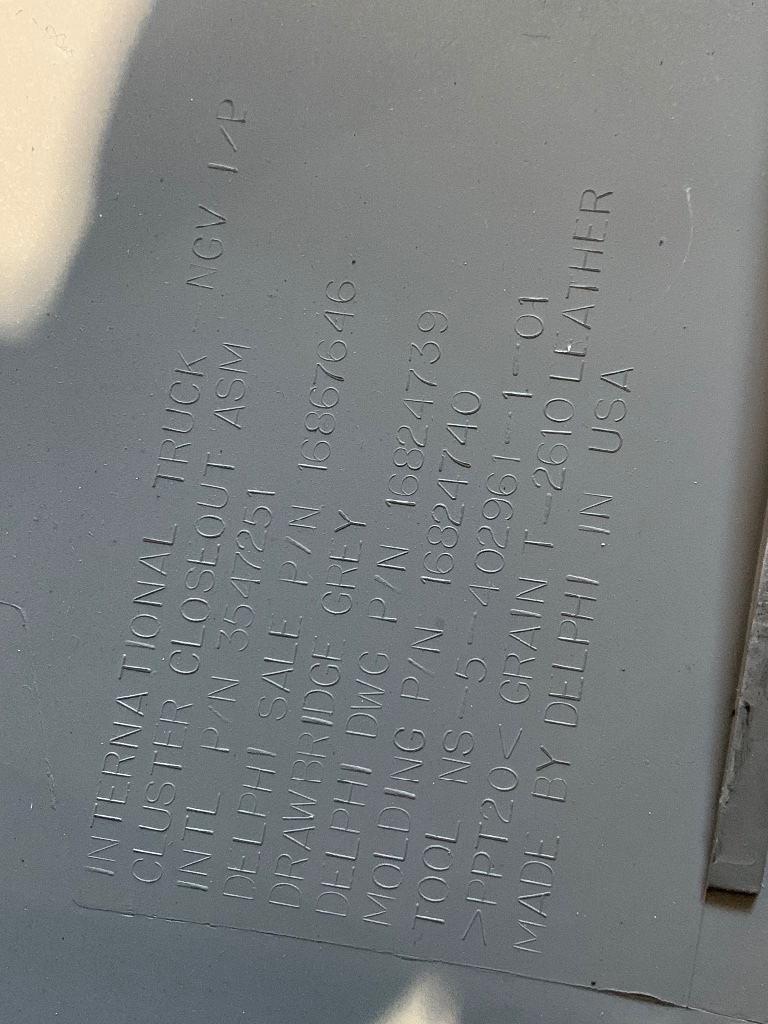 INTERNATIONAL TRUCK NGV I/P
CLUSTER CLOSEOUT ASM
INTL P/N 3547251
DELPHI SALE P/N 16867646
DRAWBRIDGE GREY
DELPHI DWG P/N 16824739
MOLDING P/N 16824740
TOOL NS-5-402961-1-01
>PPT20< GRAIN T-2610 LEATHER
MADE BY DELPHI IN USA